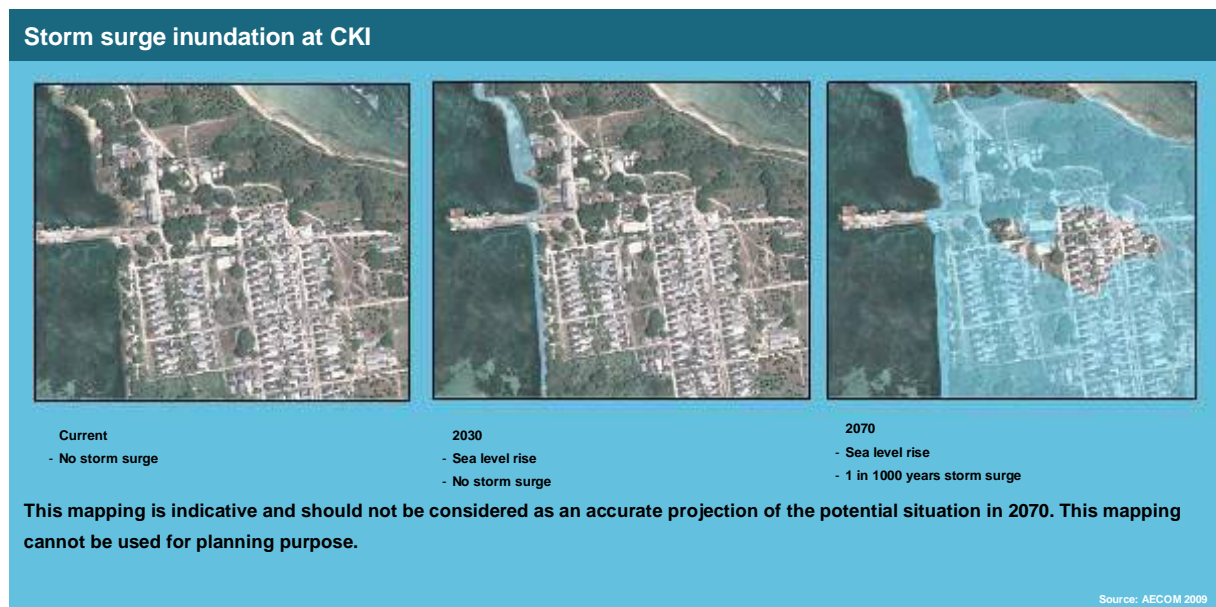 Storm surge inundation at CKI
Current
- No storm surge
2030
- Sea level rise
- No storm surge
2070
- Sea level rise
- 1 in 1000 years storm surge
This mapping is indicative and should not be considered as an accurate projection of the potential situation in 2070. This mapping
cannot be used for planning purpose.
Source: AECOM 2009